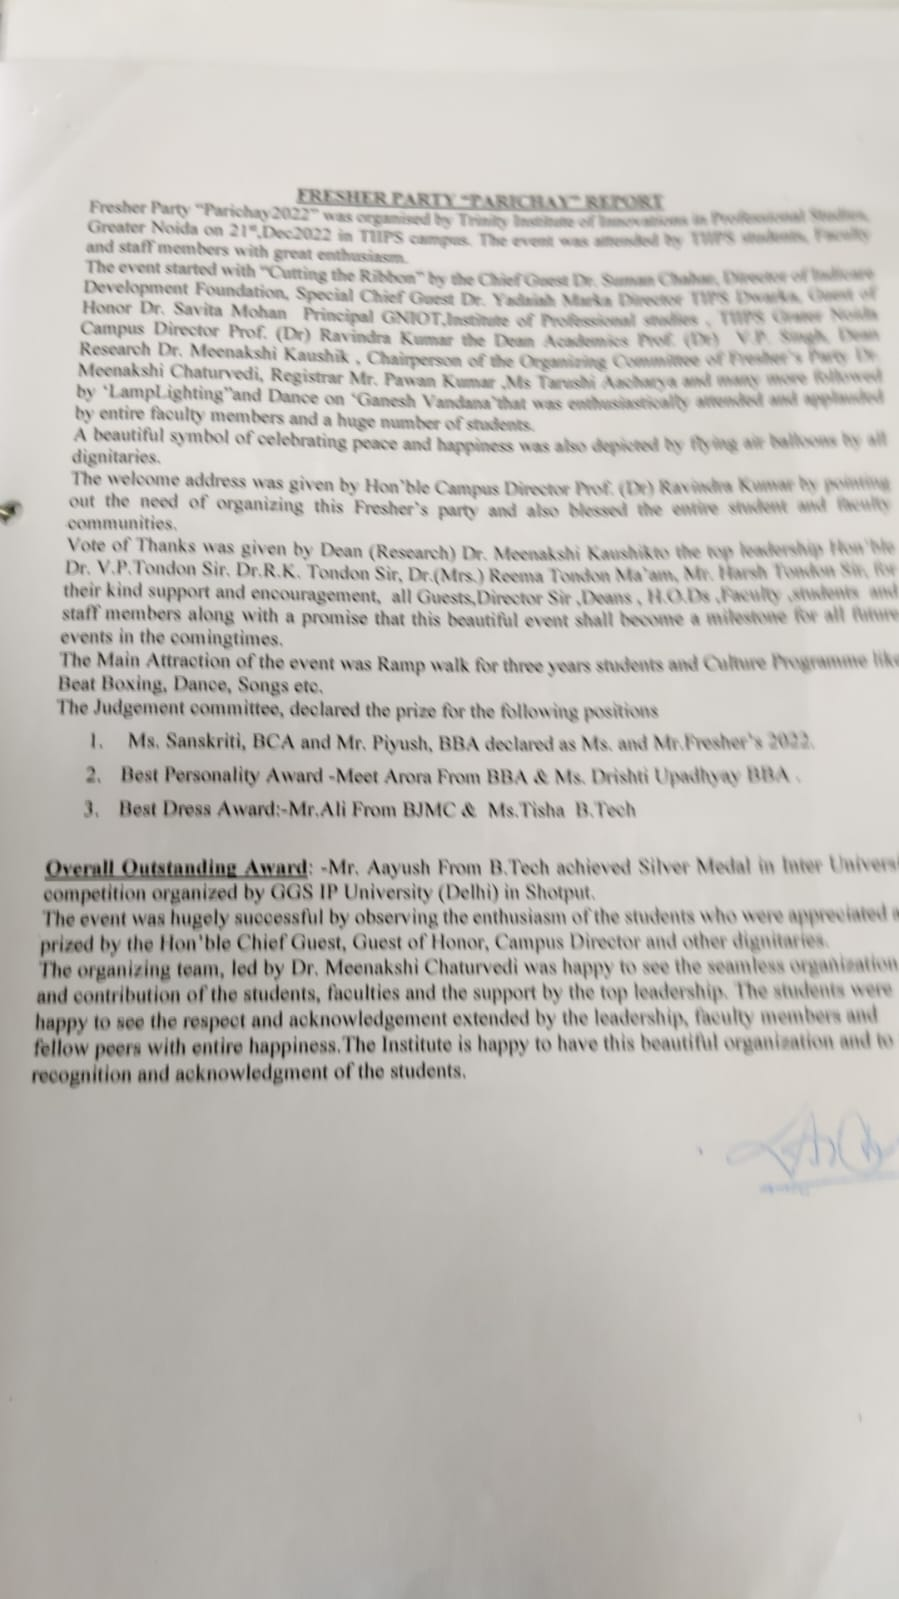 FRESHER PARTY "PARICHAY" REPORT
Fresher Party "Parichay2022" was organised by Trinity Institute of Innovations in Professional Studies,
Greater Noida on 21st,Dec2022 in TIIPS campus. The event was attended by TIIPS students, Faculty
and staff members with great enthusiasm.
The event started with "Cutting the Ribbon" by the Chief Guest Dr. Suman Chahar, Director of
Development Foundation, Special Chief Guest Dr. Yadaiah Marka Director TIPS Dwarka, Guest of
Honor Dr. Savita Mohan Principal GNIOT,Institute of Professional studies , TIIPS Noida
Campus Director Prof. (Dr) Ravindra Kumar the Dean Academics Prof. (Dr) V.P. Singh, Dean
Research Dr. Meenakshi Kaushik , Chairperson of the Organizing Committee of Fresher's Party Dr.
Meenakshi Chaturvedi, Registrar Mr. Pawan Kumar ,Ms Tarushi Aacharya and many more followed
by 'LampLighting"and Dance on 'Ganesh Vandana'that was enthusiastically attended and applauded
by entire faculty members and a huge number of students.
A beautiful symbol of celebrating peace and happiness was also depicted by flying air balloons by all
dignitaries.
The welcome address was given by Hon'ble Campus Director Prof. (Dr) Ravindra Kumar by pointing
out the need of organizing this Fresher's party and also blessed the entire student and faculty
communities.
Vote of Thanks was given by Dean (Research) Dr. Meenakshi Kaushikto the top leadership Hon'ble
Dr. V.P.Tondon Sir. Dr.R.K. Tondon Sir, Dr.(Mrs.) Reema Tondon Ma'am, Mr. Harsh Tondon Sir, for
their kind support and encouragement, all Guests,Director Sir ,Deans , H.O.Ds ,Faculty ,students and
staff members along with a promise that this beautiful event shall become a milestone for all future
events in the comingtimes.
The Main Attraction of the event was Ramp walk for three years students and Culture Programme like
Beat Boxing, Dance, Songs etc.
The Judgement committee, declared the prize for the following positions
1. Ms. Sanskriti, BCA and Mr. Piyush, BBA declared as Ms. and Mr.Fresher's 2022.
2. Best Personality Award -Meet Arora From BBA & Ms. Drishti Upadhyay BBA .
3. Best Dress Award:-Mr.Ali From BJMC & Ms.Tisha B.Tech
Overall Outstanding Award: -Mr. Aayush From B.Tech achieved Silver Medal in Inter Universi
competition organized by GGS IP University (Delhi) in Shotput.
The event was hugely successful by observing the enthusiasm of the students who were appreciated a
prized by the Hon'ble Chief Guest, Guest of Honor, Campus Director and other dignitaries.
The organizing team, led by Dr. Meenakshi Chaturvedi was happy to see the seamless organization
and contribution of the students, faculties and the support by the top leadership. The students were
happy to see the respect and acknowledgement extended by the leadership, faculty members and
fellow peers with entire happiness.The Institute is happy to have this beautiful organization and to
recognition and acknowledgment of the students.